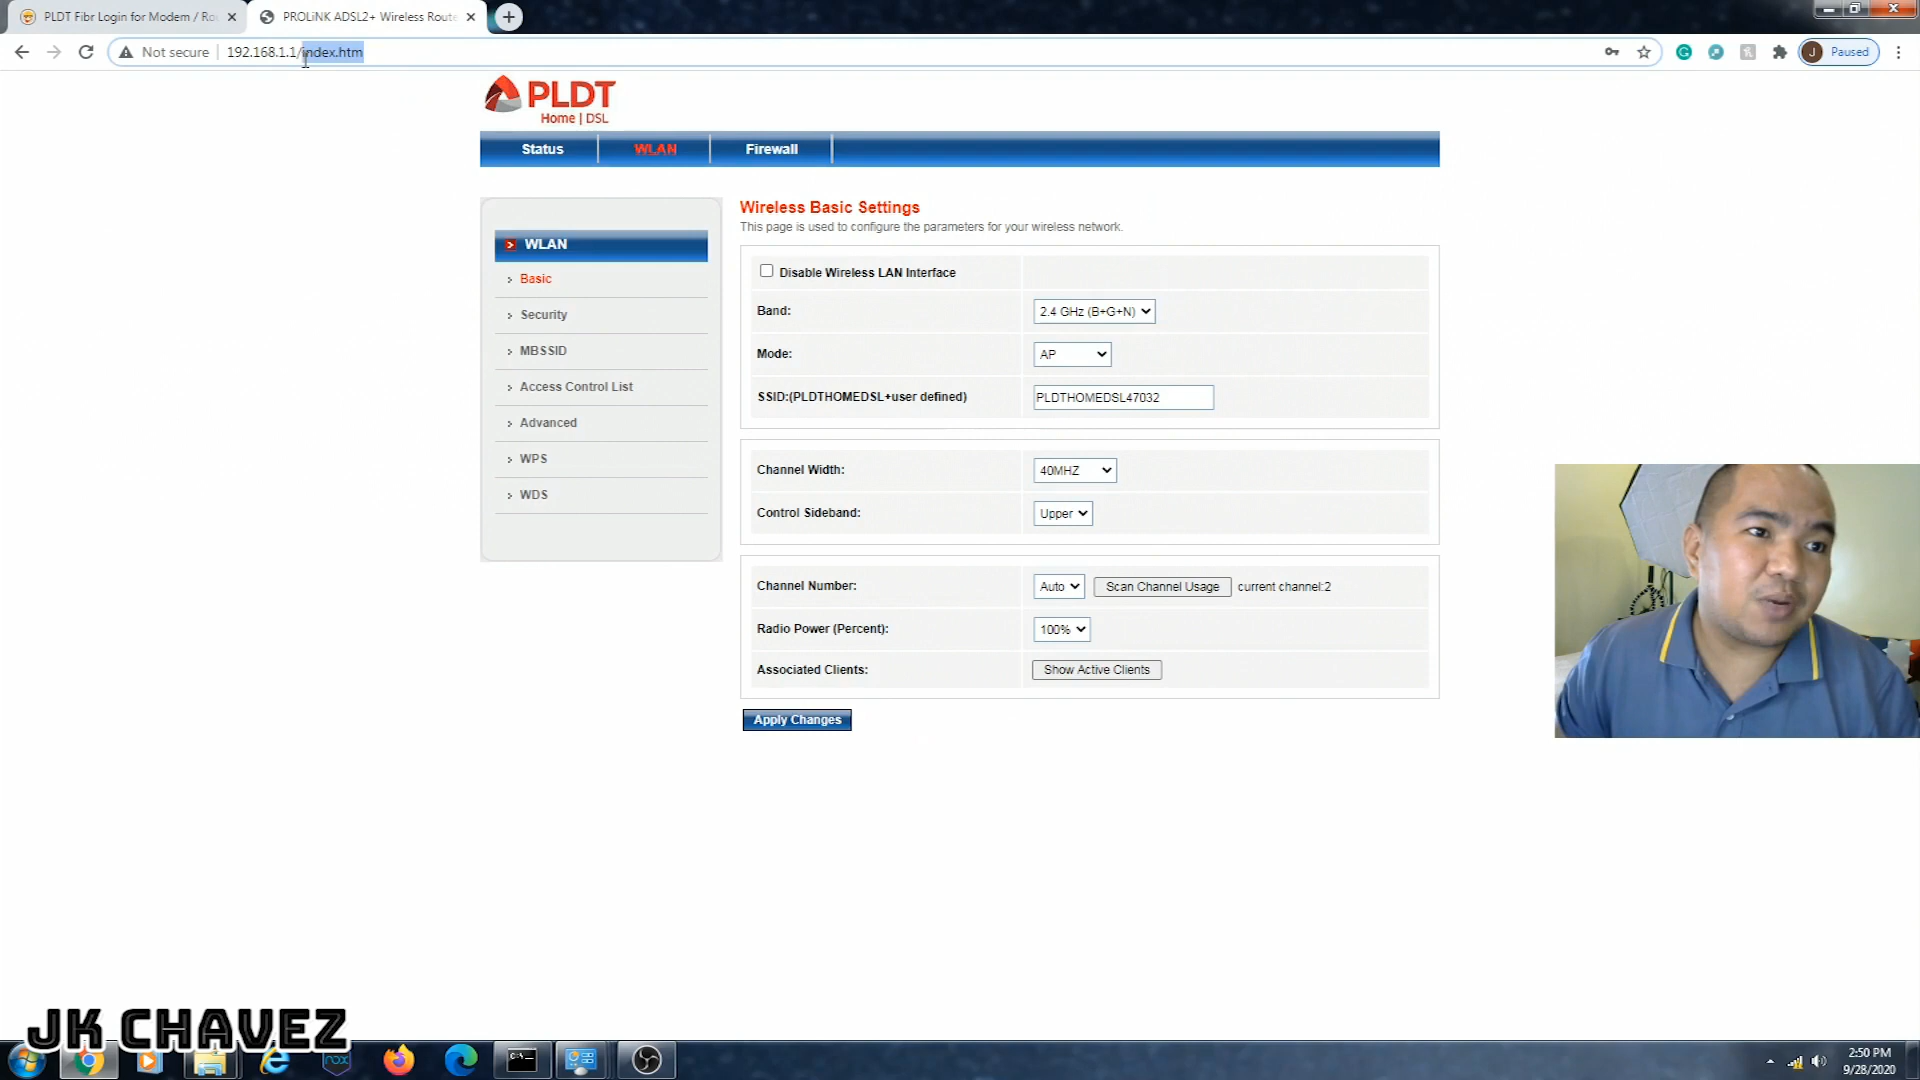 PLDT Fibr Login for Modem / Ro
PROLiNK ADSL2+ Wireless Route
Not secure
192.168.1.1/index.htm
J
Paused
PLDT
Home | DSL
Status
WLAN
Firewall
WLAN
Basic
Security
MBSSID
Access Control List
Advanced
WPS
WDS
Wireless Basic Settings
This page is used to configure the parameters for your wireless network.
Disable Wireless LAN Interface
Band:
2.4 GHz (B+G+N)
Mode:
AP
SSID:(PLDTHOMEDSL+user defined)
PLDTHOMEDSL47032
Channel Width:
40MHZ
Control Sideband:
Upper
Channel Number:
Auto
Scan Channel Usage
current channel:2
Radio Power (Percent):
100%
Associated Clients:
Show Active Clients
Apply Changes
JK CHAVEZ
nox
C:\_
2:50 PM
9/28/2020